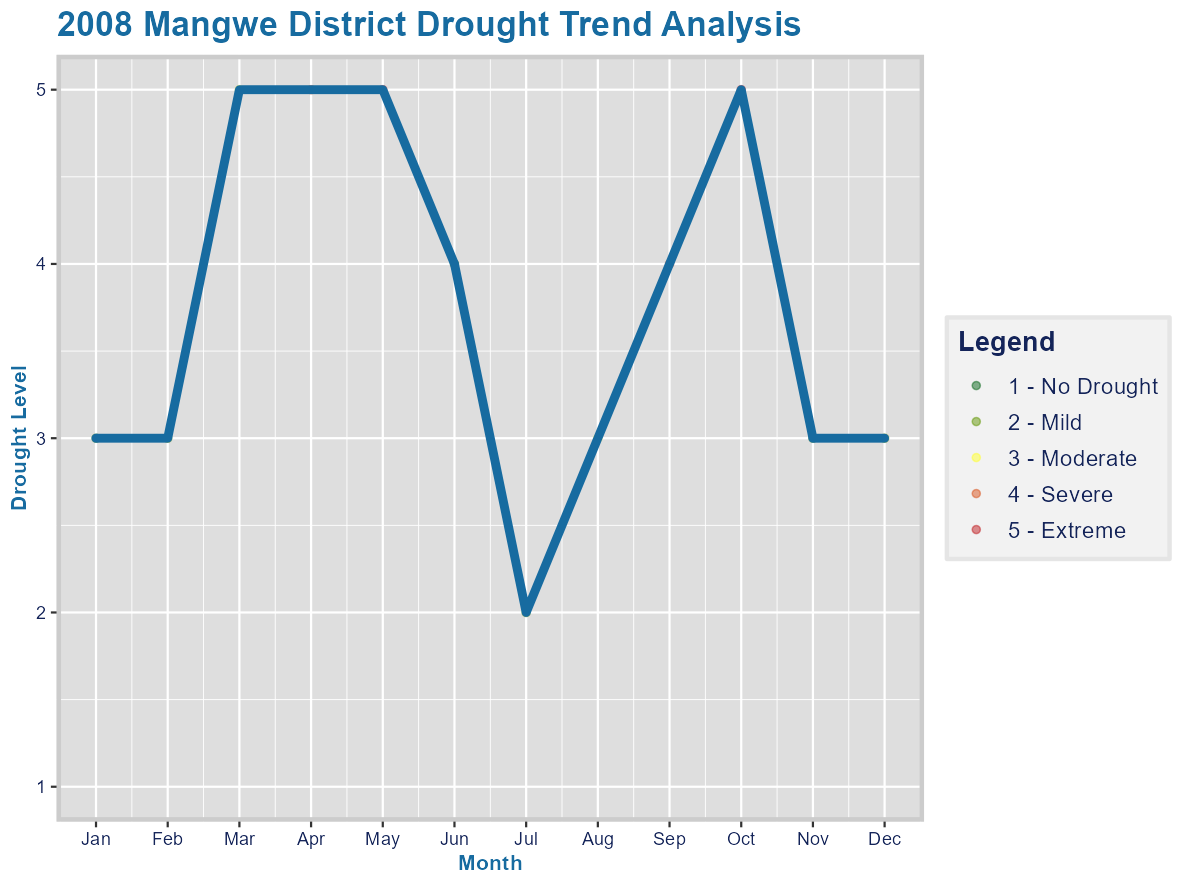 2008 Mangwe District Drought Trend Analysis
Drought Level
5
4
3
2
1
Jan Feb Mar Apr May Jun Jul Aug Sep Oct Nov Dec
Month
Legend
1 - No Drought
2 - Mild
3 - Moderate
4 - Severe
5 - Extreme